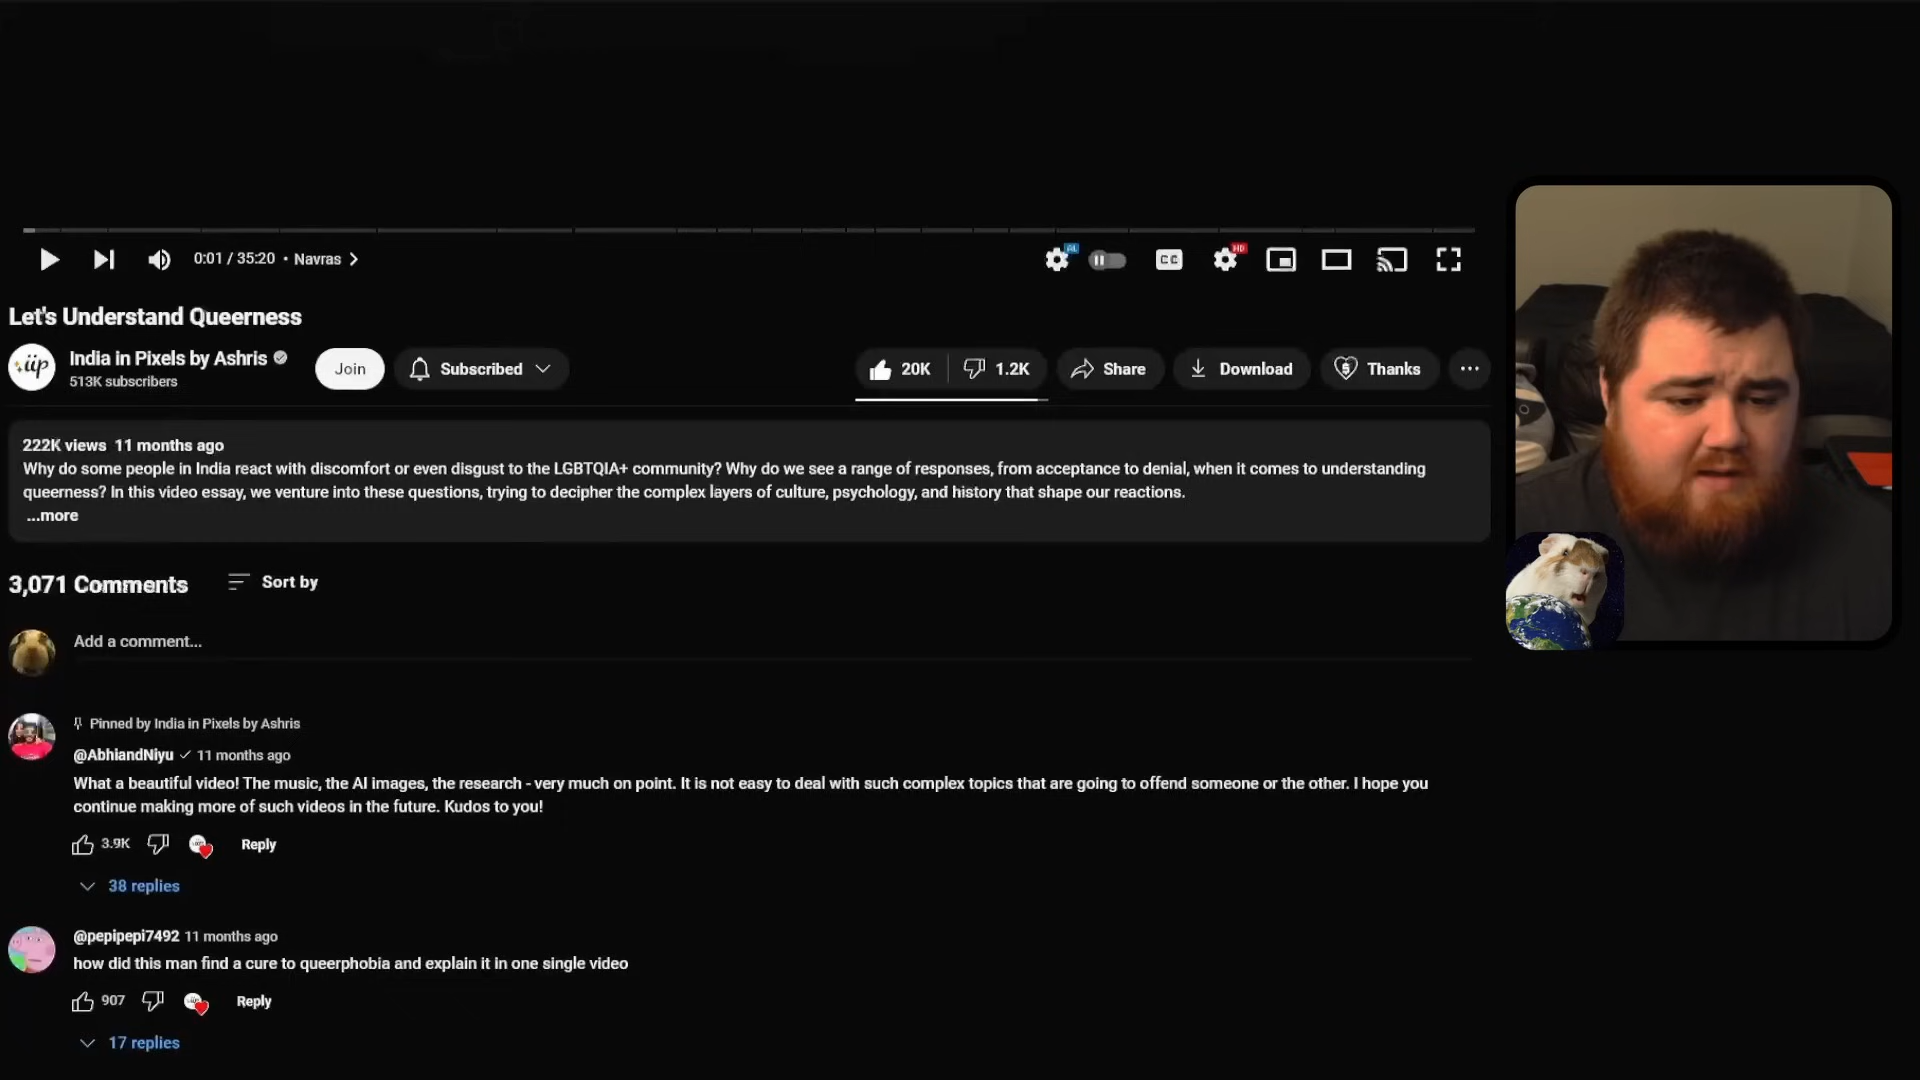 0:01 / 35:20 • Navras
AL
CC
HD
Let's Understand Queerness
iip
India in Pixels by Ashris
513K subscribers
Join
Subscribed
20K
1.2K
Share
Download
Thanks
222K views 11 months ago
Why do some people in India react with discomfort or even disgust to the LGBTQIA+ community? Why do we see a range of responses, from acceptance to denial, when it comes to understanding
queerness? In this video essay, we venture into these questions, trying to decipher the complex layers of culture, psychology, and history that shape our reactions.
...more
3,071 Comments
Sort by
Add a comment...
Pinned by India in Pixels by Ashris
@AbhiandNiyu 11 months ago
What a beautiful video! The music, the AI images, the research - very much on point. It is not easy to deal with such complex topics that are going to offend someone or the other. I hope you
continue making more of such videos in the future. Kudos to you!
3.9K
Reply
38 replies
@pepipepi7492 11 months ago
how did this man find a cure to queerphobia and explain it in one single video
907
Reply
17 replies